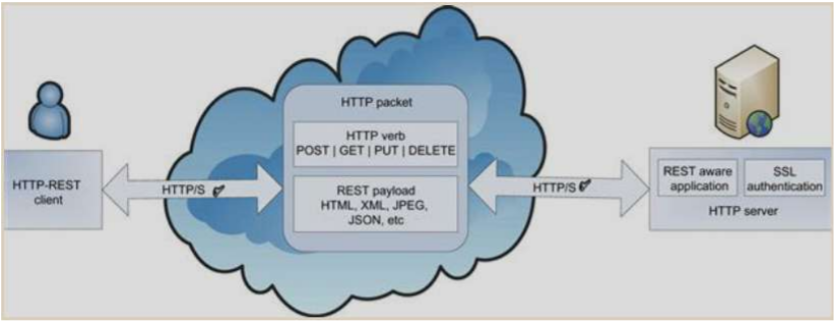 HTTP packet
HTTP verb
POST | GET | PUT | DELETE
HTTP-REST
client
HTTP/S
REST payload
HTML, XML, JPEG,
JSON, etc
HTTP/S
REST aware
application
SSL
authentication
HTTP server